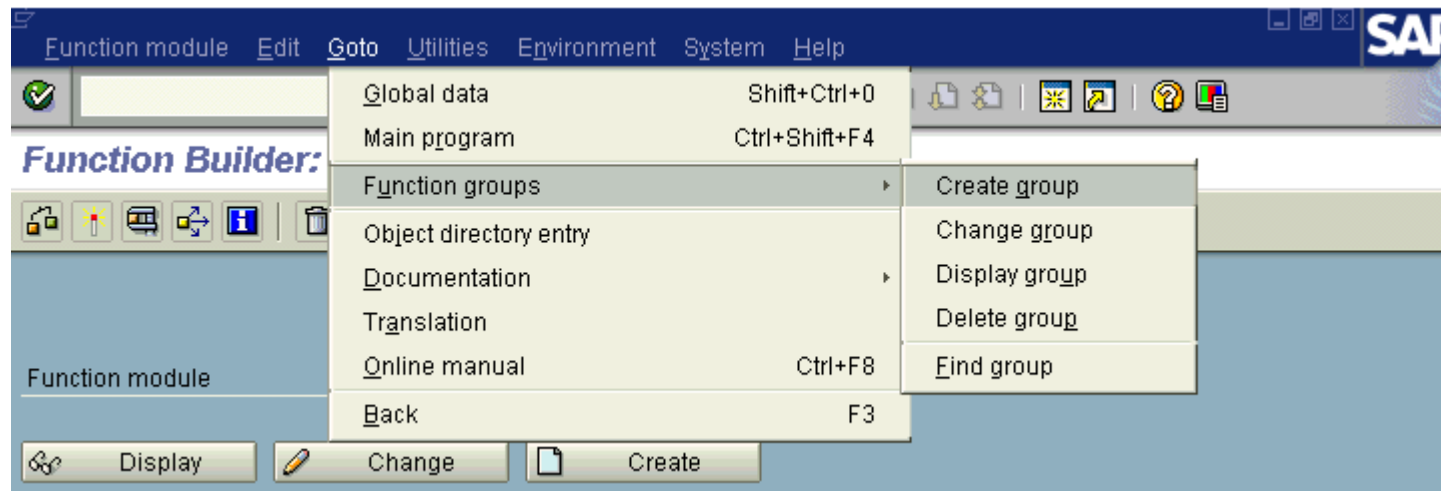 Function module Edit Goto Utilities Environment System Help
SAP
Global data Shift+Ctrl+0
Main program Ctrl+Shift+F4
Function Builder:
Function groups
Create group
Change group
Display group
Delete group
Find group
Object directory entry
Documentation
Translation
Online manual Ctrl+F8
Back F3
Function module
Display Change Create